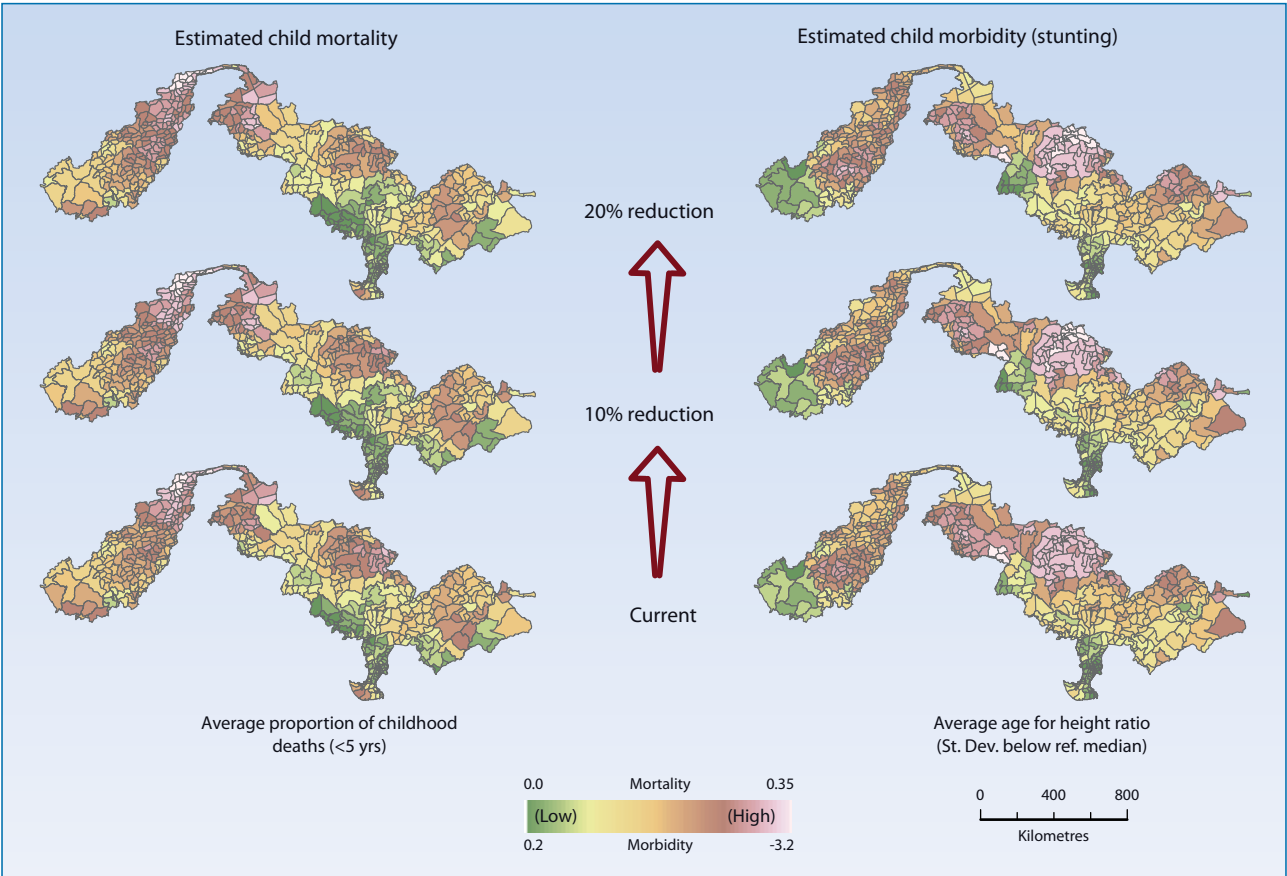 Estimated child mortality
Estimated child morbidity (stunting)
20% reduction
10% reduction
Current
Average proportion of childhood
deaths (<5 yrs)
Average age for height ratio
(St. Dev. below ref. median)
0.0 Mortality 0.35
(Low) (High)
0.2 Morbidity -3.2
0 400 800
Kilometres